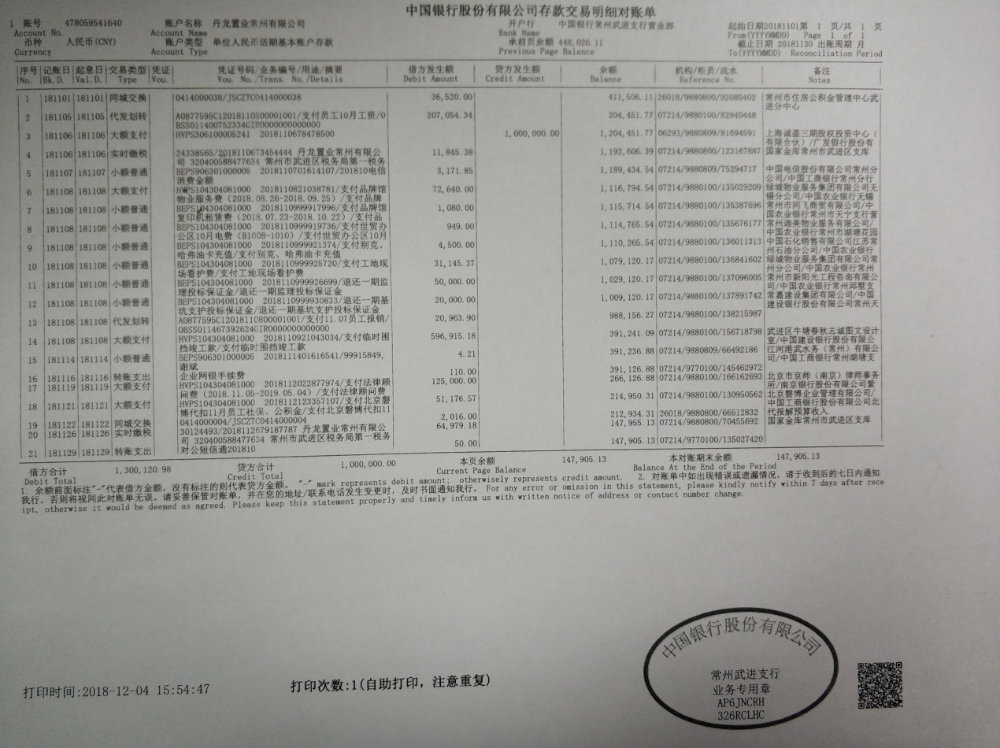 中国银行股份有限公司存款交易明细对账单
1 账号 478059541640 账户名称 丹龙置业常州有限公司 开户行 中国银行常州武进支行营业部 起始日期20181101第 1 页/共 1 页
Account No. Account Name Bank Name From(YYYYMMDD) Page 1 of 1
币种 人民币(CNY) 账户类型 单位人民币活期基本账户存款 承前页余额 448,026.11 截止日期 20181130 出账周期 月
Currency Account Type Previous Page Balance To(YYYYMMDD) Reconciliation Period
序号 记账日 起息日 交易类型 凭证 凭证号码/业务编号/用途/摘要 借方发生额 贷方发生额 余额 机构/柜员/流水 备注
No. Bk.D. Val.D. Type Vou. Vou. No./Trans. No./Details Debit Amount Credit Amount Balance Reference No. Notes
1 181101 181101 同城交换 0414000038/JSCZTC0414000038 36,520.00 411,506.11 26018/9880800/92080402 常州市住房公积金管理中心武
进分中心
2 181105 181105 代发划转 A0877595C12018110500001001/支付员工10月工资/0 207,054.34 204,451.77 07214/9880100/82940448
BSS011400752334GIR0000000000000
3 181106 181106 大额支付 HVPS306100005241 2018110678478500 1,000,000.00 1,204,451.77 06293/9880809/81694591 上海诚盈三期股权投资中心（
有限合伙）/广发银行股份有
4 181106 181106 实时缴税 24338565/2018110673454444 丹龙置业常州有限公 11,845.38 1,192,606.39 07214/9880800/123167887 国家金库常州市武进区支库
司 320400588477634 常州市武进区税务局第一税务
5 181107 181107 小额普通 BEPS906301000005 2018110701614107/201810电信 3,171.85 1,189,434.54 07214/9880809/75294717 中国电信股份有限公司常州分
消费金额 公司/中国工商银行常州分行
6 181108 181108 大额支付 HVPS104304081000 2018110821038781/支付品牌馆 72,640.00 1,116,794.54 07214/9880100/135029209 绿城物业服务集团有限公司无
物业服务费（2018.08.26-2018.09.25）/支付品牌 锡分公司/中国农业银行无锡
7 181108 181108 小额普通 BEPS104304081000 2018110999917996/支付品牌馆 1,080.00 1,115,714.54 07214/9880100/135387696 常州市同飞商贸有限公司/中
复印机租赁费（2018.07.23-2018.10.22）/支付品 国农业银行常州市天宁支行营
8 181108 181108 小额普通 BEPS104304081000 2018110999919736/支付世贸办 949.00 1,114,765.54 07214/9880100/135676177 常州迦美物业服务有限公司/
公区10月电费（B1008-1010）/支付世贸办公区10月 中国农业银行常州市湖塘花园
9 181108 181108 小额普通 BEPS104304081000 2018110999921374/支付别克、 4,500.00 1,110,265.54 07214/9880100/136011313 中国石化销售有限公司江苏常
哈弗油卡充值/支付别克、哈弗油卡充值 州石油分公司/中国农业银行
10 181108 181108 小额普通 BEPS104304081000 2018110999925720/支付工地现 31,145.37 1,079,120.17 07214/9880100/136841602 绿城物业服务集团有限公司常
场看护费/支付工地现场看护费 州分公司/中国农业银行常州
11 181108 181108 小额普通 BEPS104304081000 2018110999926699/退还一期监 50,000.00 1,029,120.17 07214/9880100/137096005 常州市新阳光工程咨询有限公
理投标保证金/退还一期监理投标保证金 司/中国农业银行常州邱墅支
12 181108 181108 小额普通 BEPS104304081000 2018110999930833/退还一期基 20,000.00 1,009,120.17 07214/9880100/137891742 常嘉建设集团有限公司/中国
坑支护投标保证金/退还一期基坑支护投标保证金 建设银行股份有限公司常州天
13 181108 181108 代发划转 A0877595C12018110800001001/支付11.07员工报销/ 20,963.90 988,156.27 07214/9880100/138215987
0BSS011467392624GIR0000000000000
14 181108 181108 大额支付 HVPS104304081000 2018110921043034/支付临时围 596,915.18 391,241.09 07214/9880100/156718798 武进区牛塘春秋志诚图文设计
挡竣工款/支付临时围挡竣工款 室/中国建设银行股份有限公
15 181114 181114 小额普通 BEPS906301000005 2018111401616541/99915849, 4.21 391,236.88 07214/9880809/66492186 江河港武水务（常州）有限公
谢斌 司/中国工商银行常州湖塘支
16 181116 181116 转账支出 企业网银手续费 110.00 391,126.88 07214/9770100/145462972
17 181119 181119 大额支付 HVPS104304081000 2018112022877974/支付法律顾 125,000.00 266,126.88 07214/9880100/166162693 北京市京师（南京）律师事务
问费（2018.11.05-2019.05.04）/支付法律顾问费 所/南京银行股份有限公司紫
18 181121 181121 大额支付 HVPS104304081000 2018112123357107/支付北京磐 51,176.57 214,950.31 07214/9880100/130950562 北京磐博企业管理有限公司/
博代扣11月员工社保、公积金/支付北京磐博代扣11 中国工商银行股份有限公司北
19 181122 181122 同城交换 0414000004/JSCZTC0414000004 2,016.00 212,934.31 26018/9880800/66512832 代报解预算收入
20 181126 181126 实时缴税 30124493/2018112679187787 丹龙置业常州有限公 64,979.18 147,955.13 07214/9880800/70455692 国家金库常州市武进区支库
司 320400588477634 常州市武进区税务局第一税务
21 181129 181129 转账支出 对公短信通201810 50.00 147,905.13 07214/9770100/135027420
借方合计 1,300,120.98 贷方合计 1,000,000.00 本页余额 147,905.13 本对账期末余额 147,905.13
Debit Total Credit Total Current Page Balance Balance At the End of the Period
1. 余额前面标注"-"代表借方金额, 没有标注的则代表贷方金额。 "-" mark represents debit amount; otherwisely represents credit amount. 2. 对账单中如出现错误或遗漏情况, 请于收到后的七日内通知
我行, 否则将视同此对账单无误。请妥善保管对账单, 并在您的地址/联系电话发生变更时, 及时书面通知我行。 For any error or omission in this statement, please kindly notify within 7 days after rece
ipt, otherwise it would be deemed as agreed. Please keep this statement properly and timely inform us with written notice of address or contact number change.
中国银行股份有限公司
常州武进支行
业务专用章
AP6JNCRH
326RCLHC
打印时间:2018-12-04 15:54:47 打印次数:1(自助打印, 注意重复)